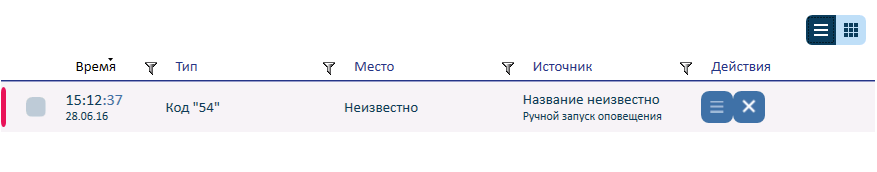 Время Тип Место Источник Действия
15:12:37 Код "54" Неизвестно Название неизвестно
28.06.16 Ручной запуск оповещения